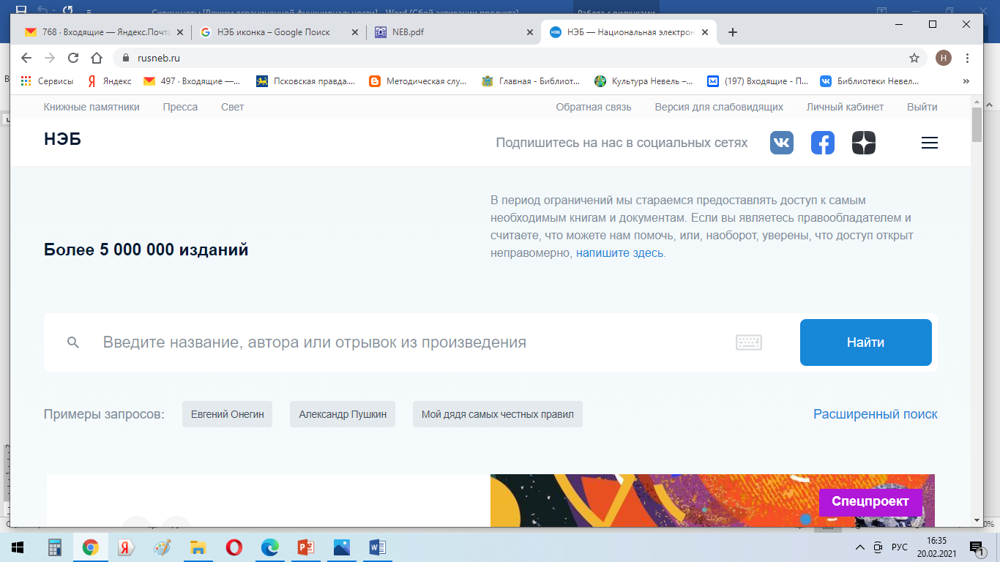 Скриншоты [Режим ограниченной функциональности] - Word (Сбой активации продукта)
Работа с рисунками
768 · Входящие — Яндекс.Почта
НЭБ иконка – Google Поиск
NEB.pdf
НЭБ — Национальная электрон
rusneb.ru
Н
Сервисы
Яндекс
497 · Входящие —...
Псковская правда....
Методическая слу...
Главная - Библиот...
Культура Невель –...
(197) Входящие - П...
Библиотеки Невел...
»
Книжные памятники
Пресса
Свет
Обратная связь
Версия для слабовидящих
Личный кабинет
Выйти
НЭБ
Подпишитесь на нас в социальных сетях
В период ограничений мы стараемся предоставлять доступ к самым
необходимым книгам и документам. Если вы являетесь правообладателем и
считаете, что можете нам помочь, или, наоборот, уверены, что доступ открыт
неправомерно, напишите здесь.
Более 5 000 000 изданий
Введите название, автора или отрывок из произведения
Найти
Примеры запросов:
Евгений Онегин
Александр Пушкин
Мой дядя самых честных правил
Расширенный поиск
Спецпроект
РУС
16:35
20.02.2021
1